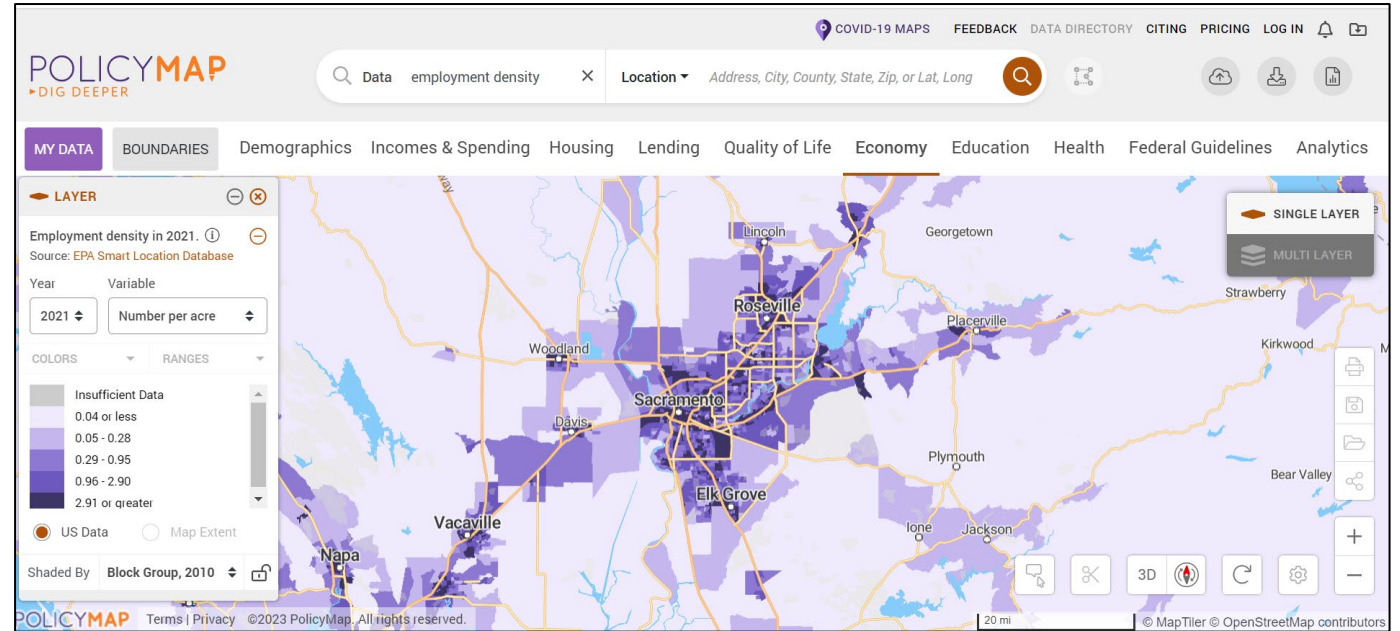 COVID-19 MAPS FEEDBACK DATA DIRECTORY CITING PRICING LOG IN
POLICYMAP
▸DIG DEEPER
Data employment density × Location Address, City, County, State, Zip, or Lat, Long
MY DATA BOUNDARIES Demographics Incomes & Spending Housing Lending Quality of Life Economy Education Health Federal Guidelines Analytics
LAYER
Employment density in 2021.
Source: EPA Smart Location Database
Year Variable
2021 Number per acre
COLORS RANGES
Insufficient Data
0.04 or less
0.05 - 0.28
0.29 - 0.95
0.96 - 2.90
2.91 or greater
US Data Map Extent
Shaded By Block Group, 2010
SINGLE LAYER
MULTI LAYER
Lincoln
Georgetown
Strawberry
Roseville
Placerville
Woodland
Kirkwood
Sacramento
Davis
Plymouth
Bear Valley
Elk Grove
Vacaville
Ione
Jackson
Napa
3D
20 mi
POLICYMAP Terms | Privacy ©2023 PolicyMap. All rights reserved.
© MapTiler © OpenStreetMap contributors